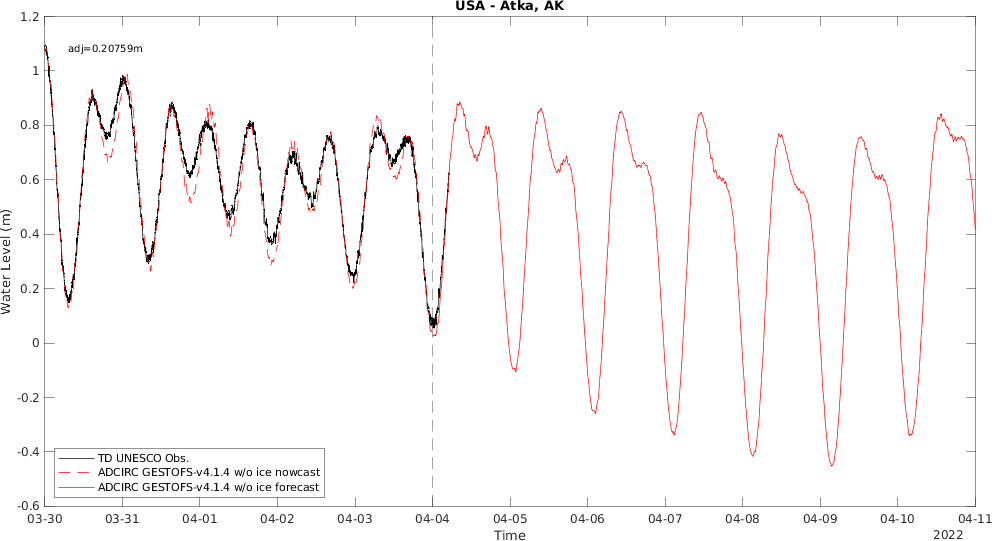 USA - Atka, AK
adj=0.20759m
1.2
1
0.8
0.6
0.4
0.2
0
-0.2
-0.4
-0.6
Water Level (m)
TD UNESCO Obs.
ADCIRC GESTOFS-v4.1.4 w/o ice nowcast
ADCIRC GESTOFS-v4.1.4 w/o ice forecast
03-30 03-31 04-01 04-02 04-03 04-04 04-05 04-06 04-07 04-08 04-09 04-10 04-11
Time
2022